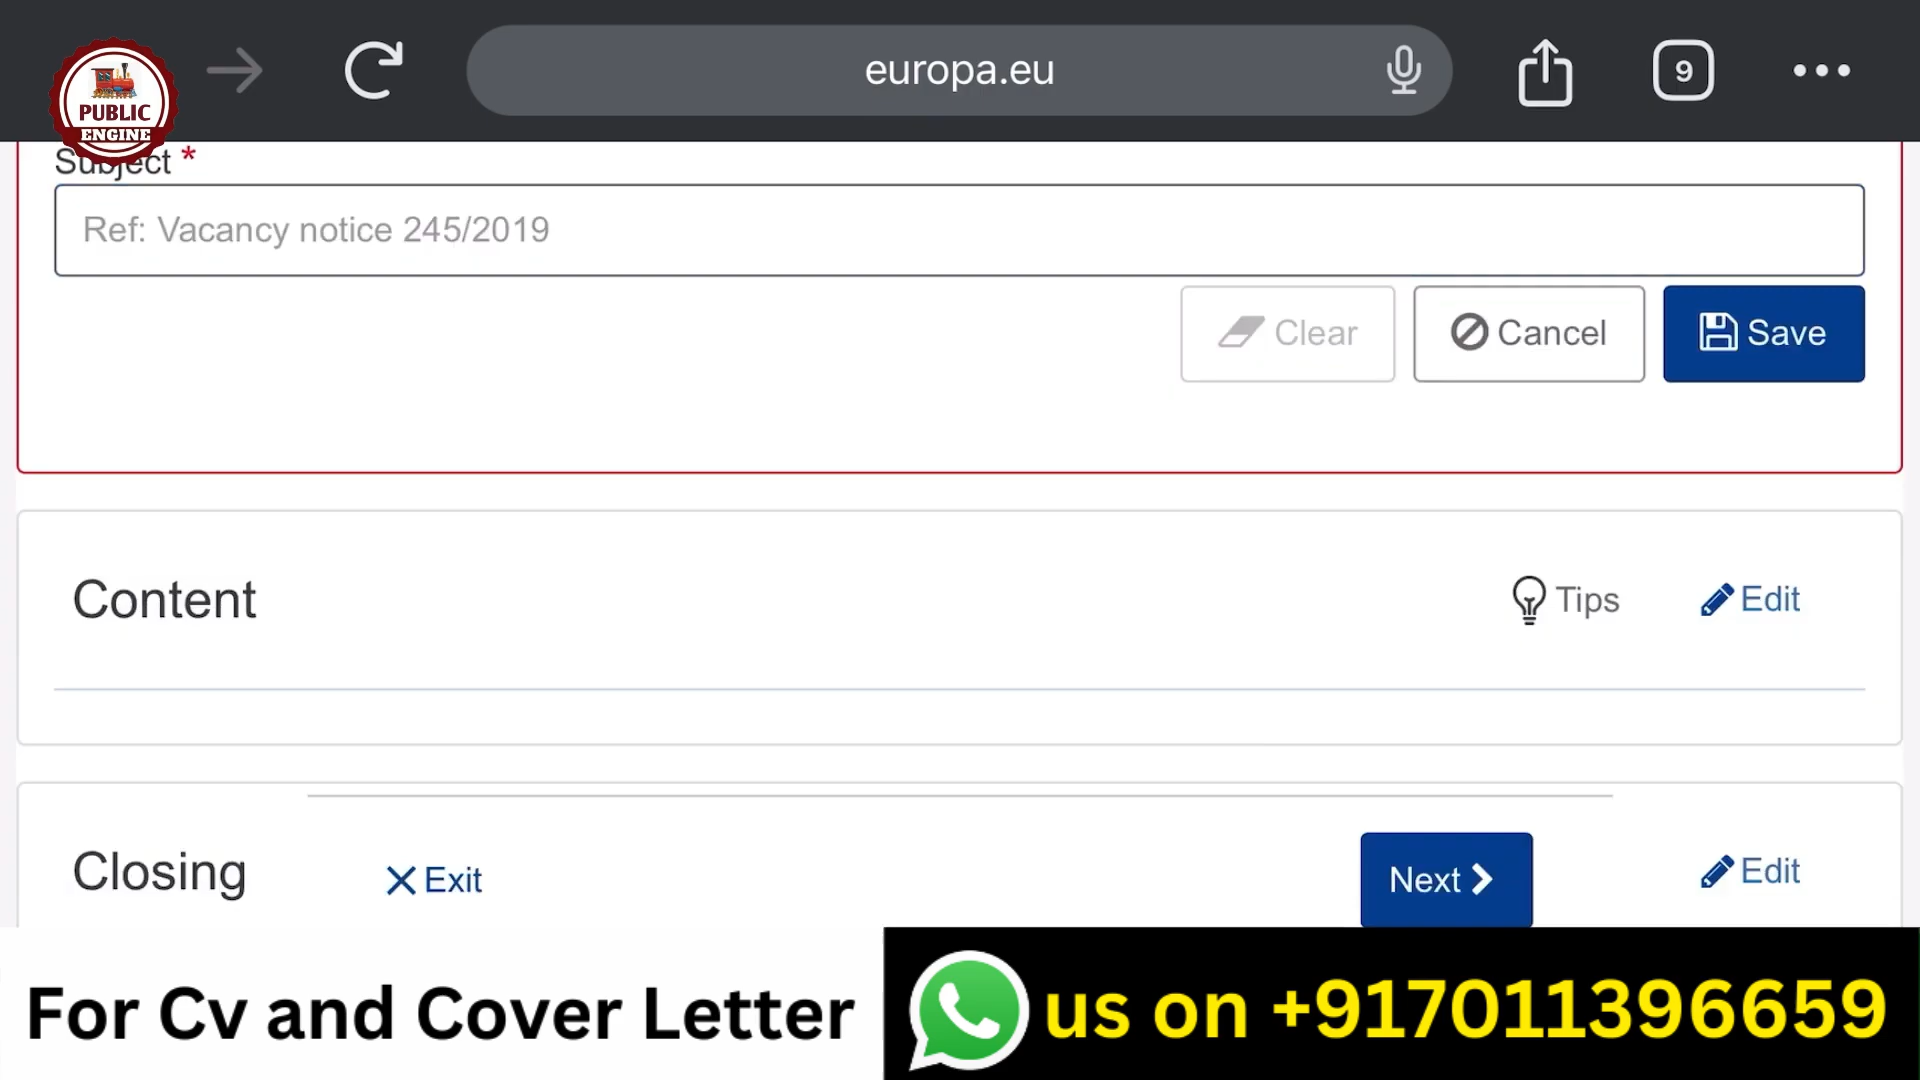 europa.eu
9
PUBLIC
ENGINE
Subject *
Ref: Vacancy notice 245/2019
Clear
Cancel
Save
Content
Tips
Edit
Closing
Exit
Next
Edit
For Cv and Cover Letter
us on +917011396659